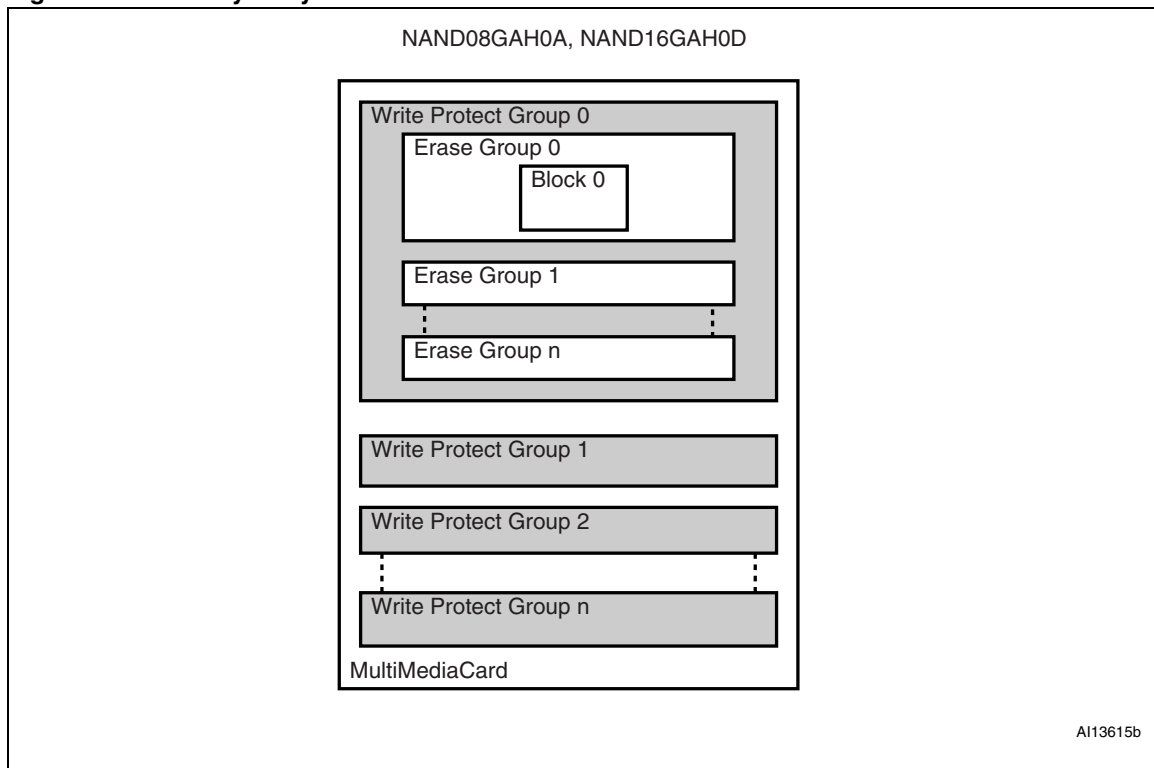 NAND08GAH0A, NAND16GAH0D
Write Protect Group 0
Erase Group 0
Block 0
Erase Group 1
Erase Group n
Write Protect Group 1
Write Protect Group 2
Write Protect Group n
MultiMediaCard
AI13615b